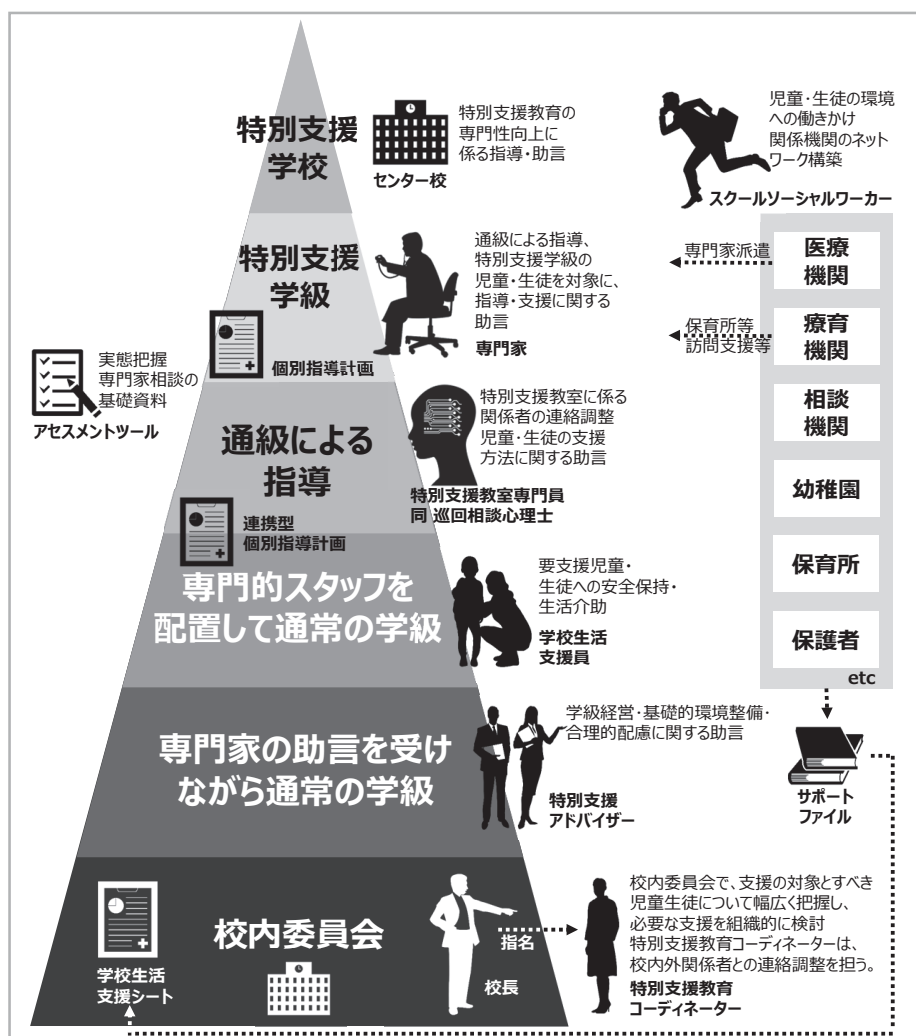 特別支援
学校
センター校
特別支援教育の
専門性向上に
係る指導・助言
児童・生徒の環境
への働きかけ
関係機関のネット
ワーク構築
スクールソーシャルワーカー
特別支援
学級
個別指導計画
通級による指導、
特別支援学級の
児童・生徒を対象に、
指導・支援に関する
助言
専門家
専門家派遣
保育所等
訪問支援等
医療
機関
療育
機関
相談
機関
幼稚園
保育所
保護者
etc
実態把握
専門家相談の
基礎資料
アセスメントツール
通級による
指導
連携型
個別指導計画
特別支援教室に係る
関係者の連絡調整
児童・生徒の支援
方法に関する助言
特別支援教室専門員
同 巡回相談心理士
専門的スタッフを
配置して通常の学級
要支援児童・
生徒への安全保持・
生活介助
学校生活
支援員
専門家の助言を受け
ながら通常の学級
学級経営・基礎的環境整備・
合理的配慮に関する助言
特別支援
アドバイザー
サポート
ファイル
校内委員会
学校生活
支援シート
校長
指名
校内委員会で、支援の対象とすべき
児童生徒について幅広く把握し、
必要な支援を組織的に検討
特別支援教育コーディネーターは、
校内外関係者との連絡調整を担う。
特別支援教育
コーディネーター